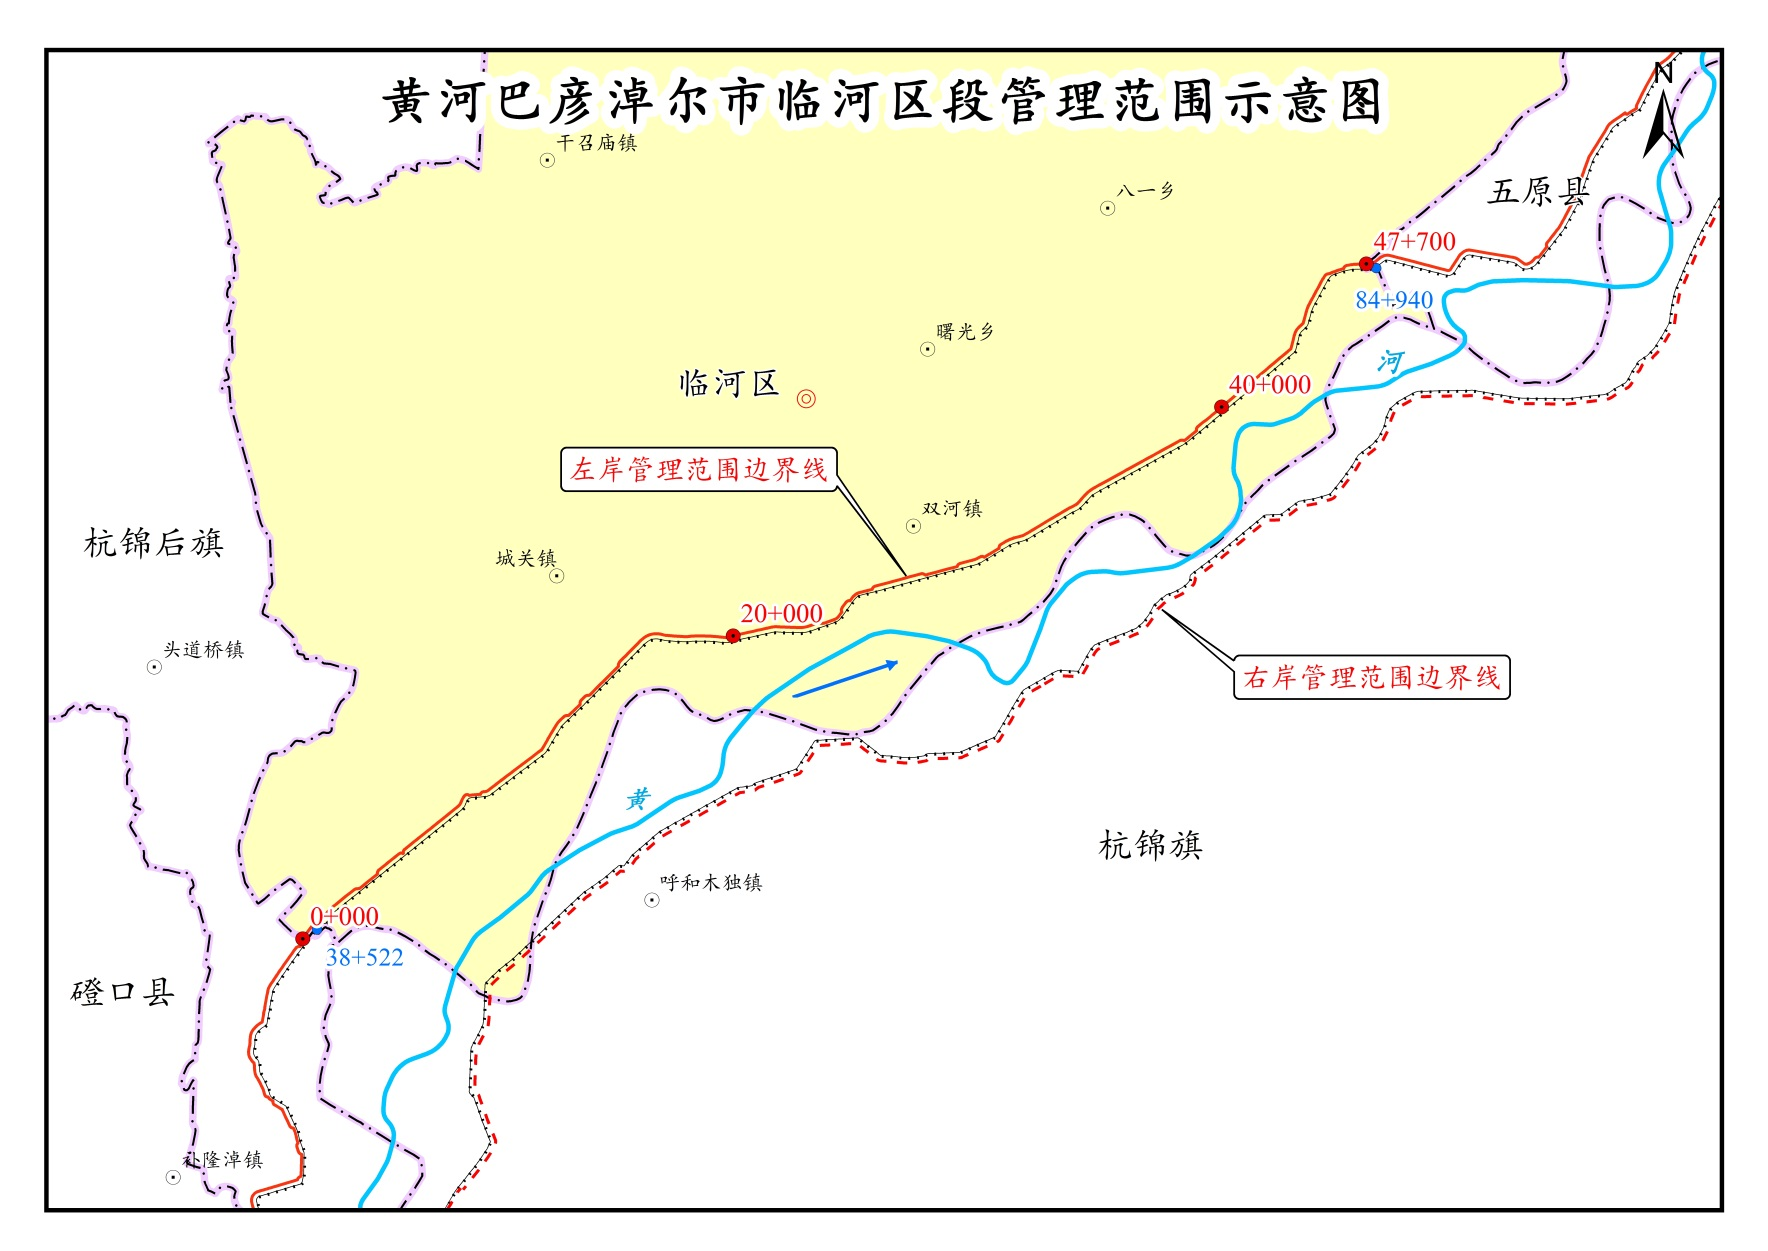 黄河巴彦淖尔市临河区段管理范围示意图
N
干召庙镇
八一乡
五原县
47+700
84+940
曙光乡
河
临河区
40+000
左岸管理范围边界线
双河镇
杭锦后旗
城关镇
20+000
头道桥镇
右岸管理范围边界线
黄
杭锦旗
呼和木独镇
0+000
38+522
磴口县
补隆淖镇